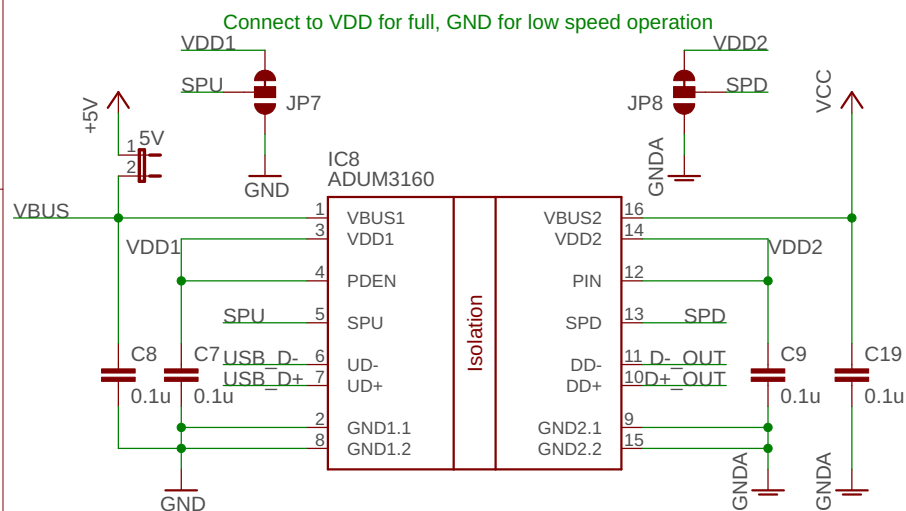 Connect to VDD for full, GND for low speed operation
VDD1
VDD2
SPU
SPD
JP7
JP8
+5V
VCC
5V
1
2
GND
GNDA
IC8
ADUM3160
VBUS
VDD1
VDD2
1 VBUS1 VBUS2 16
3 VDD1 VDD2 14
4 PDEN PIN 12
SPU 5 SPU SPD 13 SPD
USB_D- 6 UD- DD- 11 D-_OUT
USB_D+ 7 UD+ DD+ 10 D+_OUT
2 GND1.1 GND2.1 9
8 GND1.2 GND2.2 15
Isolation
C8
0.1u
C7
0.1u
C9
0.1u
C19
0.1u
GND
GNDA
GNDA